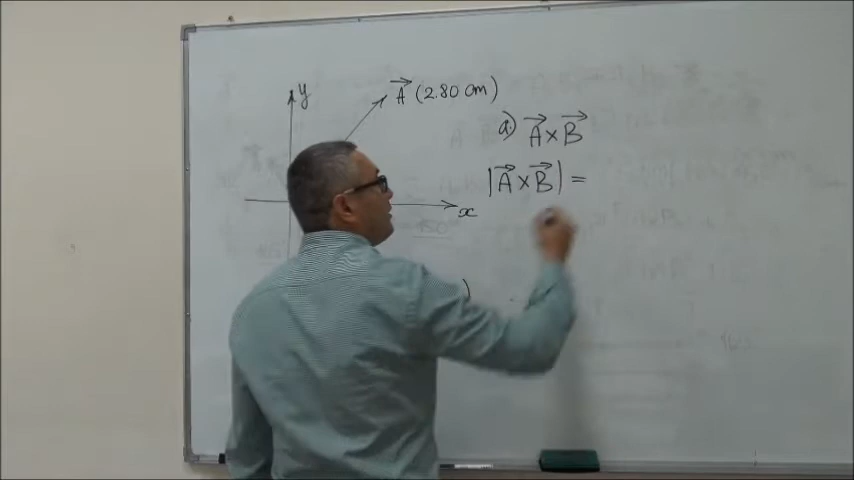 y
A⃗ (2.80 cm)
a) A⃗×B⃗
|A⃗×B⃗| =
x
)